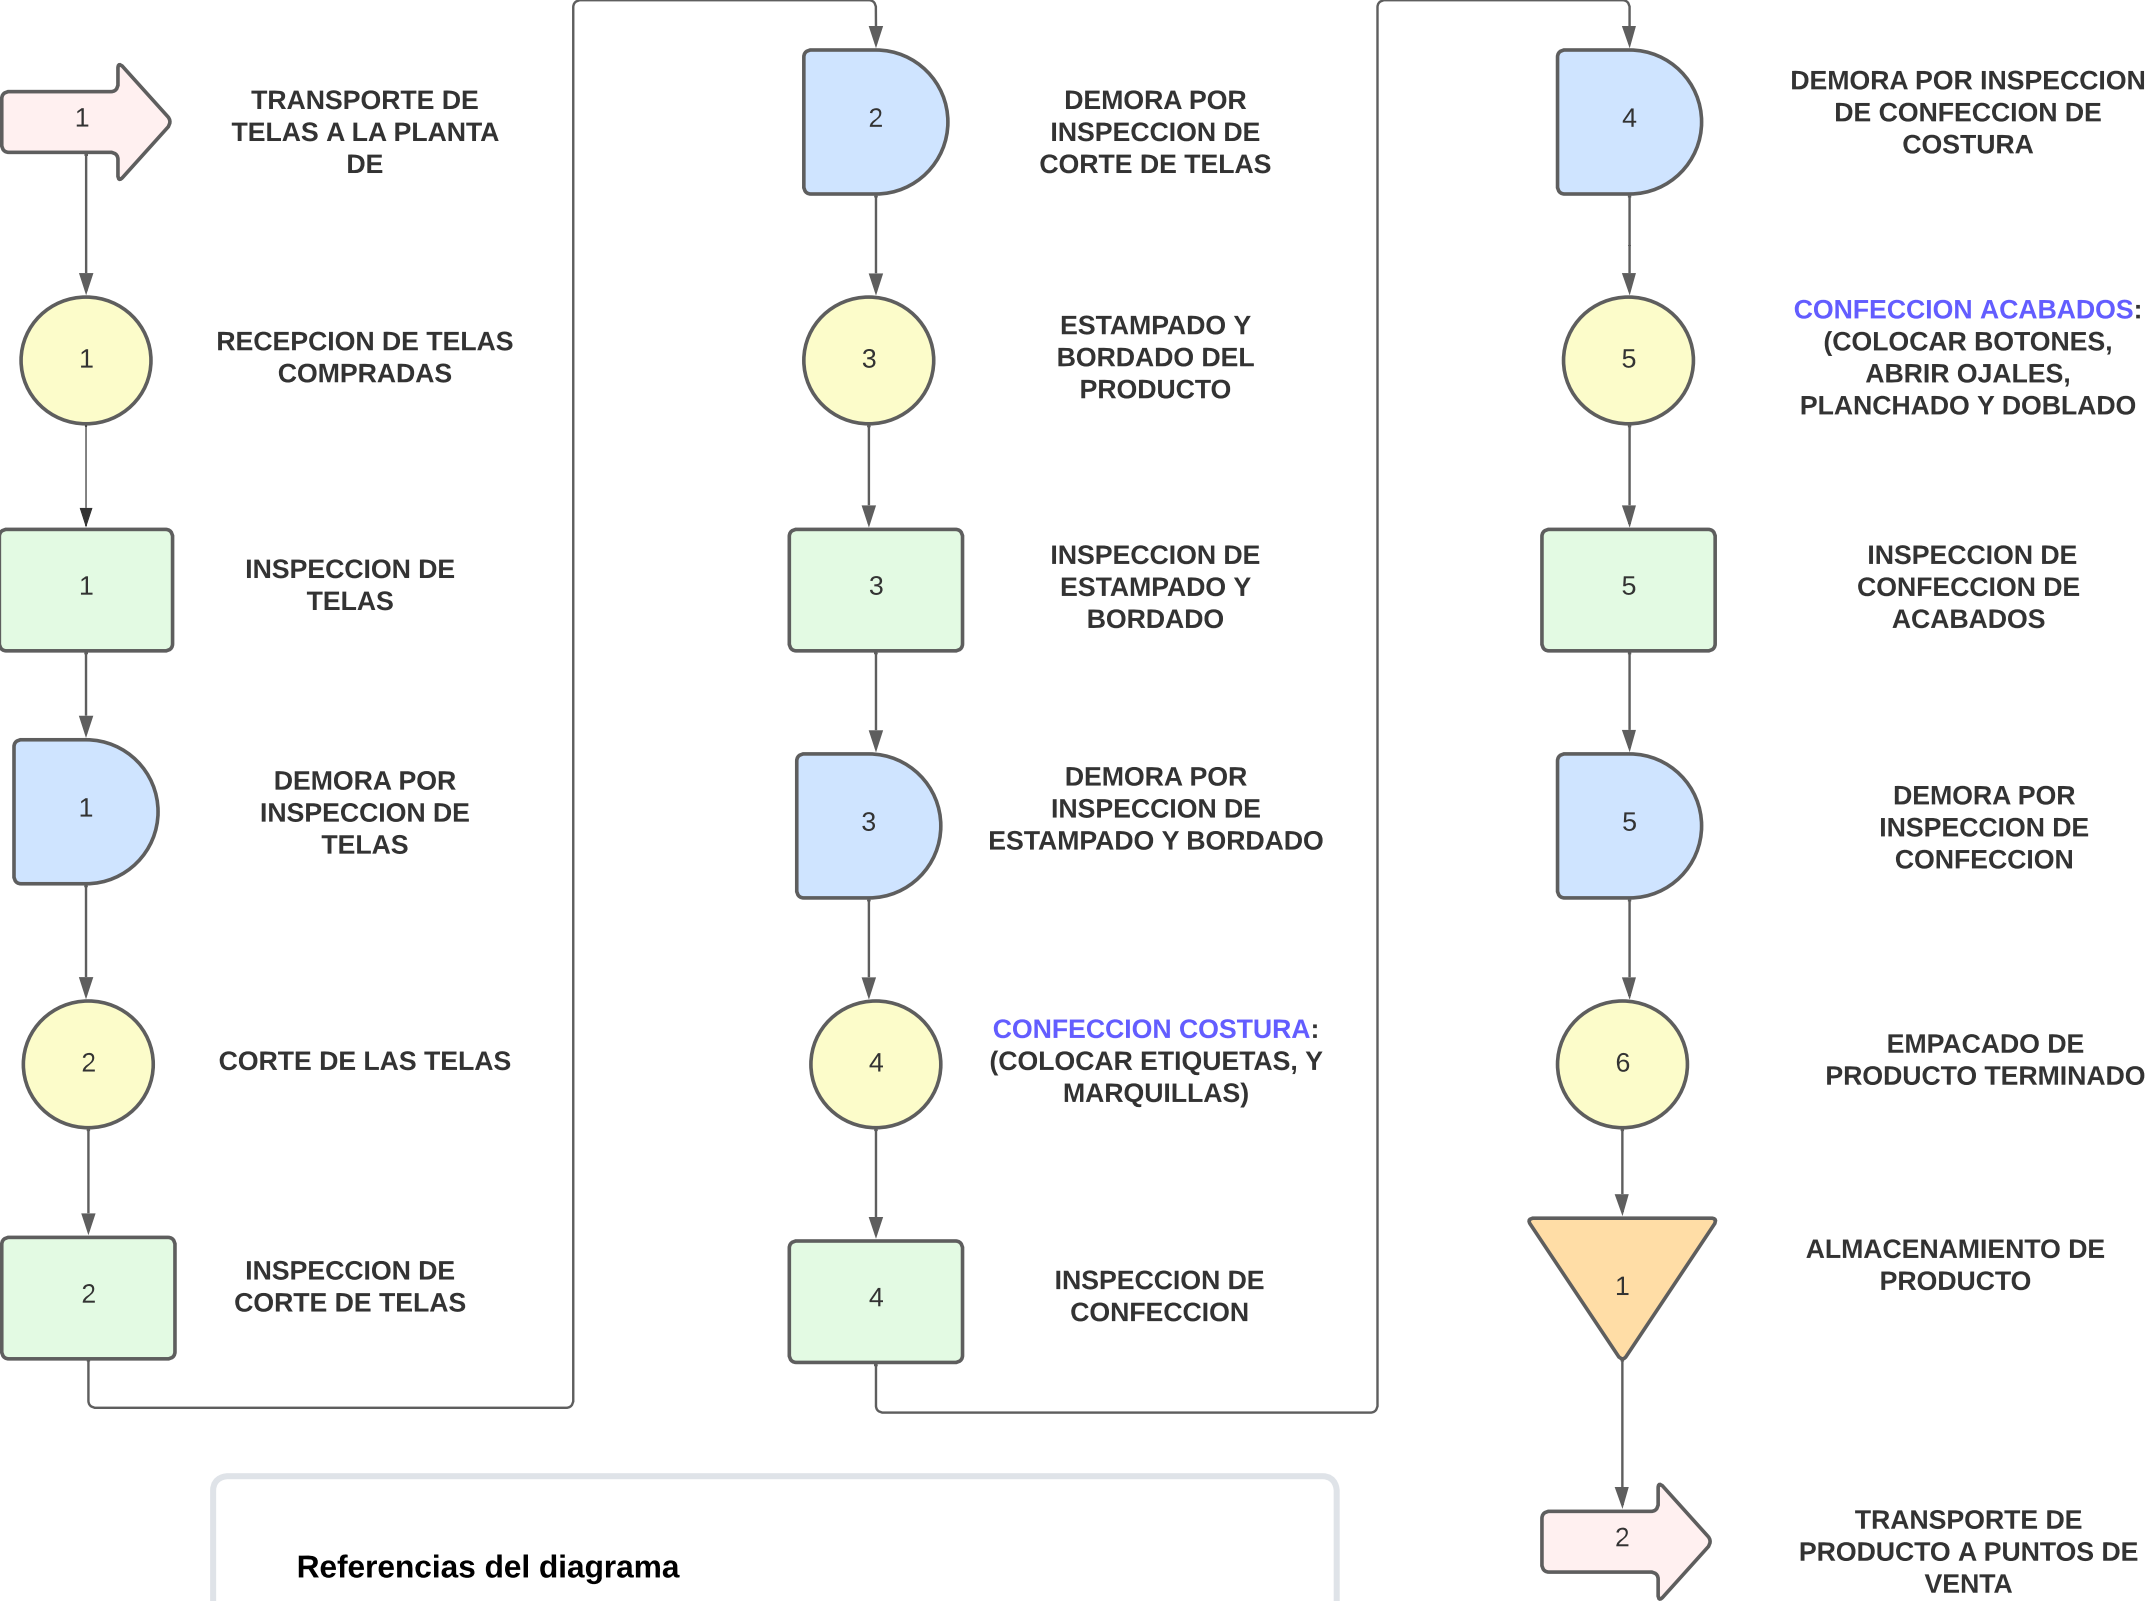 1
TRANSPORTE DE
TELAS A LA PLANTA
DE
1
RECEPCION DE TELAS
COMPRADAS
1
INSPECCION DE
TELAS
1
DEMORA POR
INSPECCION DE
TELAS
2
CORTE DE LAS TELAS
2
INSPECCION DE
CORTE DE TELAS
2
DEMORA POR
INSPECCION DE
CORTE DE TELAS
3
ESTAMPADO Y
BORDADO DEL
PRODUCTO
3
INSPECCION DE
ESTAMPADO Y
BORDADO
3
DEMORA POR
INSPECCION DE
ESTAMPADO Y BORDADO
4
CONFECCION COSTURA:
(COLOCAR ETIQUETAS, Y
MARQUILLAS)
4
INSPECCION DE
CONFECCION
4
DEMORA POR INSPECCION
DE CONFECCION DE
COSTURA
5
CONFECCION ACABADOS:
(COLOCAR BOTONES,
ABRIR OJALES,
PLANCHADO Y DOBLADO
5
INSPECCION DE
CONFECCION DE
ACABADOS
5
DEMORA POR
INSPECCION DE
CONFECCION
6
EMPACADO DE
PRODUCTO TERMINADO
1
ALMACENAMIENTO DE
PRODUCTO
2
TRANSPORTE DE
PRODUCTO A PUNTOS DE
VENTA
Referencias del diagrama